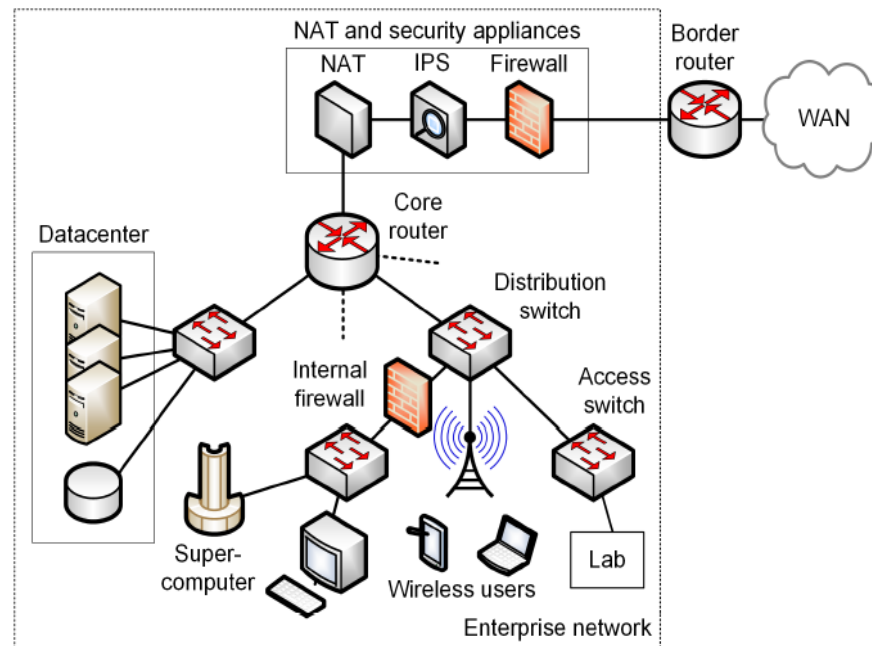 NAT and security appliances
NAT
IPS
Firewall
Border
router
WAN
Core
router
Datacenter
Distribution
switch
Internal
firewall
Access
switch
Super-
computer
Wireless users
Lab
Enterprise network